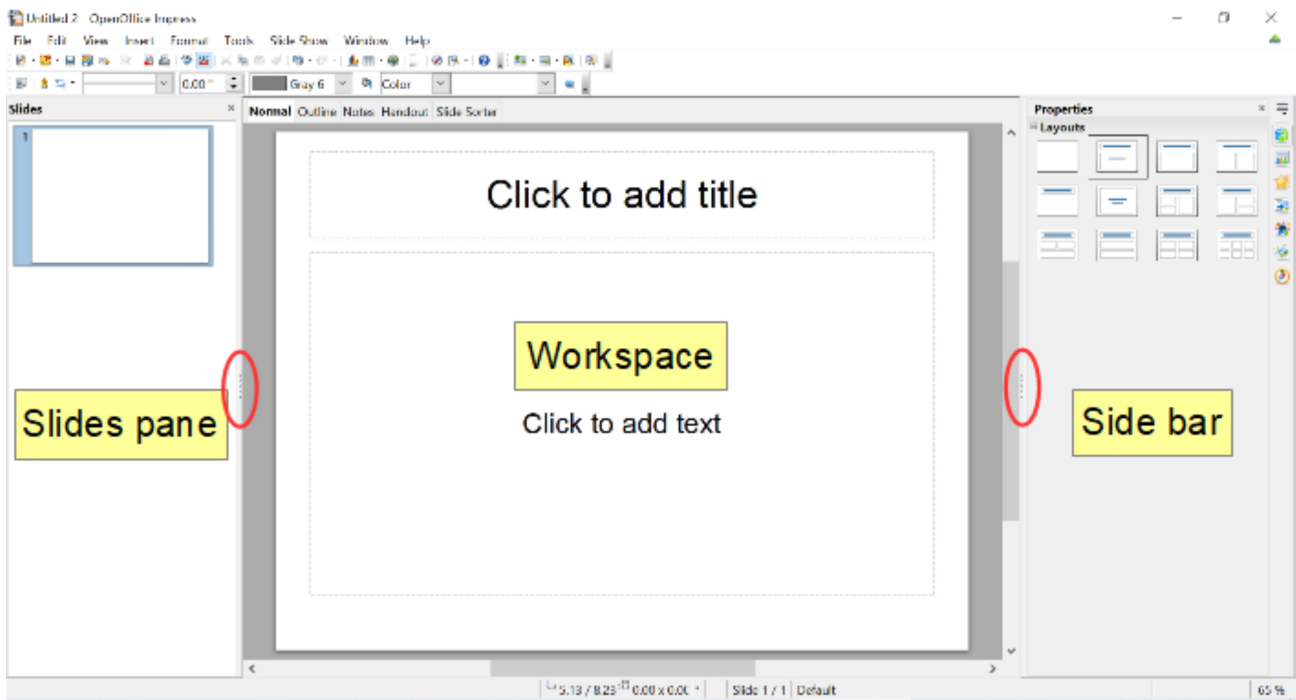 Untitled 2 - OpenOffice Impress
File Edit View Insert Format Tools Slide Show Window Help
0.00 " Gray 6 Color
Slides
Normal Outline Notes Handout Slide Sorter
Properties
Layouts
1
Click to add title
Workspace
Click to add text
Slides pane
Side bar
5.13 / 8.23 0.00 x 0.00 Slide 1 / 1 Default 65 %